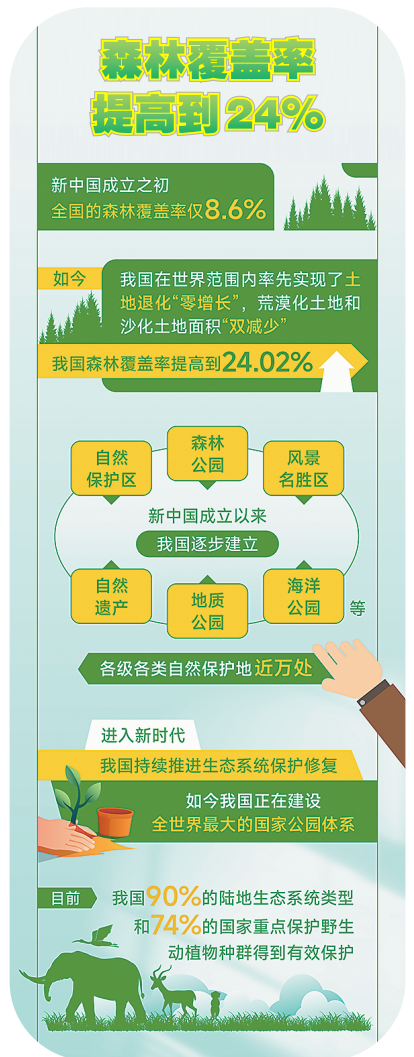 森林覆盖率
提高到24%
新中国成立之初
全国的森林覆盖率仅8.6%
如今
我国在世界范围内率先实现了土
地退化“零增长”，荒漠化土地和
沙化土地面积“双减少”
我国森林覆盖率提高到24.02%
自然
保护区
森林
公园
风景
名胜区
新中国成立以来
我国逐步建立
自然
遗产
地质
公园
海洋
公园
等
各级各类自然保护地近万处
进入新时代
我国持续推进生态系统保护修复
如今我国正在建设
全世界最大的国家公园体系
目前
我国90%的陆地生态系统类型
和74%的国家重点保护野生
动植物种群得到有效保护